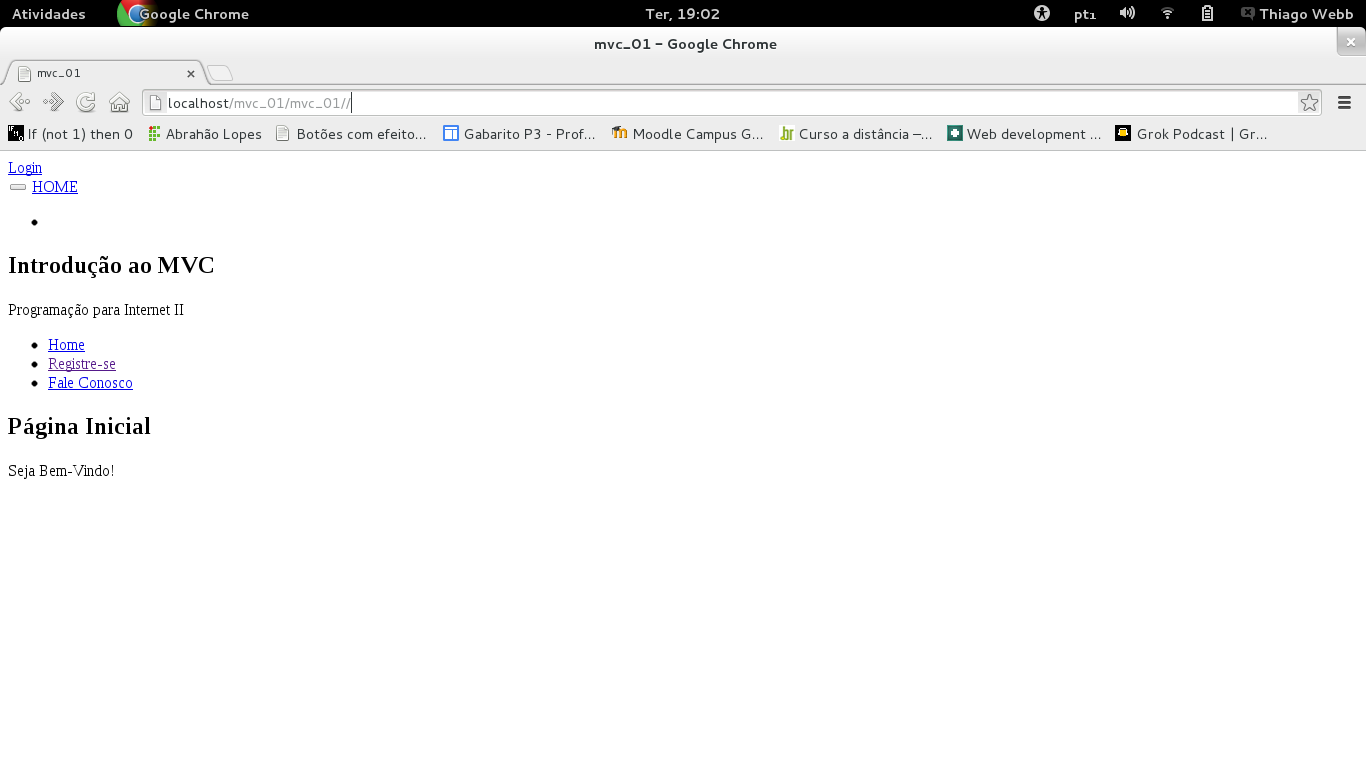 Atividades Google Chrome Ter, 19:02 pt₁ Thiago Webb
mvc_01 - Google Chrome
mvc_01
localhost/mvc_01/mvc_01//
If (not 1) then 0 Abrahão Lopes Botões com efeito... Gabarito P3 - Prof... Moodle Campus G... Curso a distância —... Web development ... Grok Podcast | Gr...
Login
HOME
Introdução ao MVC
Programação para Internet II
Home
Registre-se
Fale Conosco
Página Inicial
Seja Bem-Vindo!